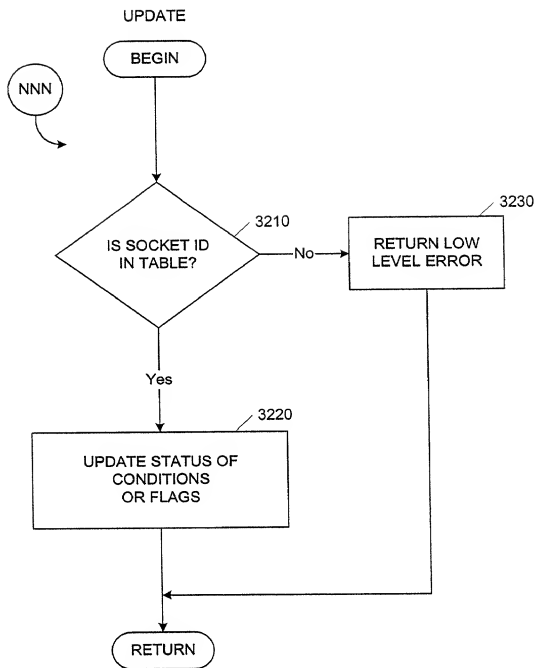 UPDATE
BEGIN
NNN
3210
IS SOCKET ID
IN TABLE?
No
3230
RETURN LOW
LEVEL ERROR
Yes
3220
UPDATE STATUS OF
CONDITIONS
OR FLAGS
RETURN